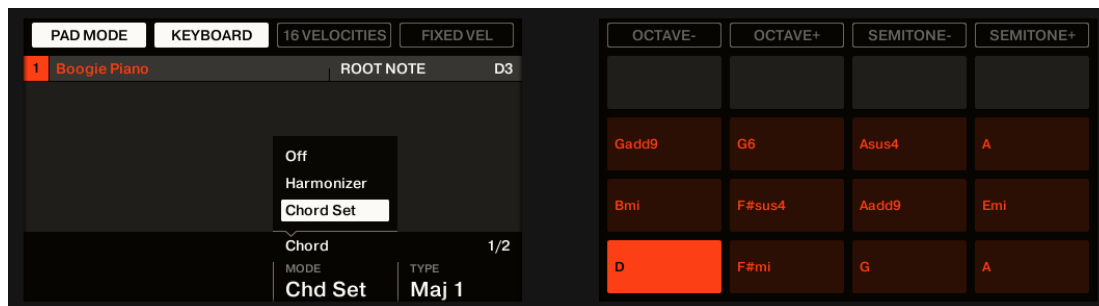 PAD MODE KEYBOARD 16 VELOCITIES FIXED VEL
1 Boogie Piano ROOT NOTE D3
Off
Harmonizer
Chord Set
Chord 1/2
MODE TYPE
Chd Set Maj 1
OCTAVE- OCTAVE+ SEMITONE- SEMITONE+
Gadd9 G6 Asus4 A
Bmi F#sus4 Aadd9 Emi
D F#mi G A